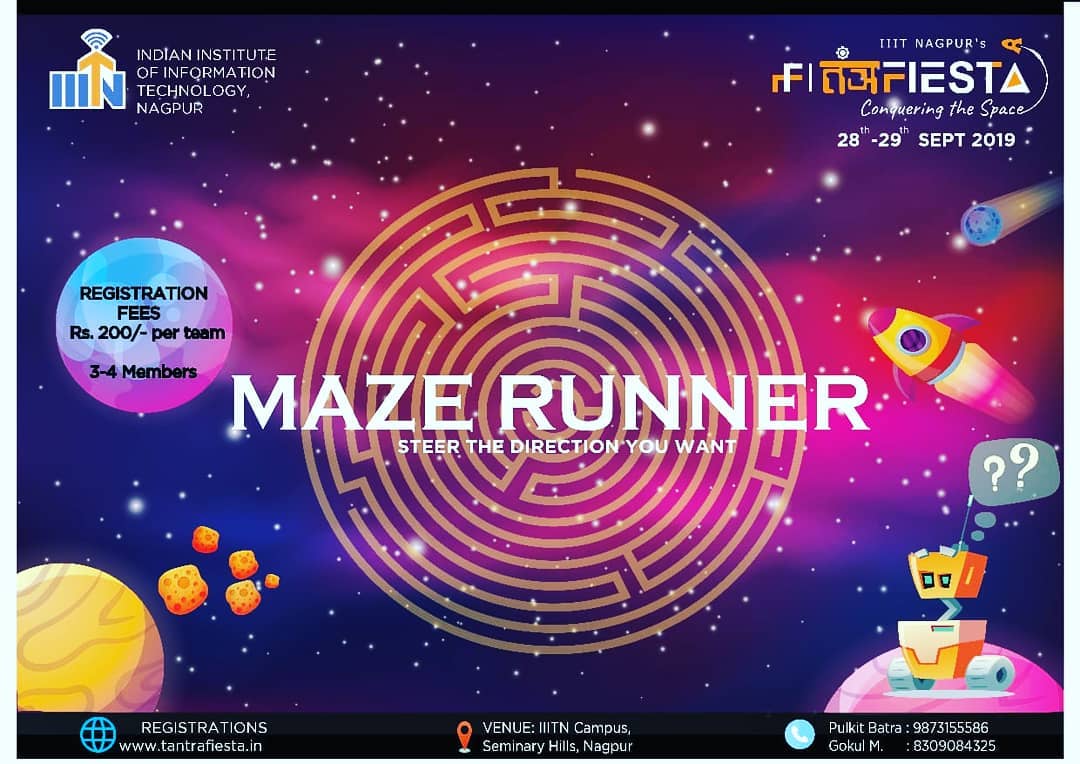 IIITN
INDIAN INSTITUTE
OF INFORMATION
TECHNOLOGY,
NAGPUR
IIIT NAGPUR's
FIESTA
Conquering the Space
28th-29th SEPT 2019
REGISTRATION
FEES
Rs. 200/- per team
3-4 Members
MAZE RUNNER
STEER THE DIRECTION YOU WANT
??
REGISTRATIONS
www.tantrafiesta.in
VENUE: IIITN Campus,
Seminary Hills, Nagpur
Pulkit Batra : 9873155586
Gokul M. : 8309084325